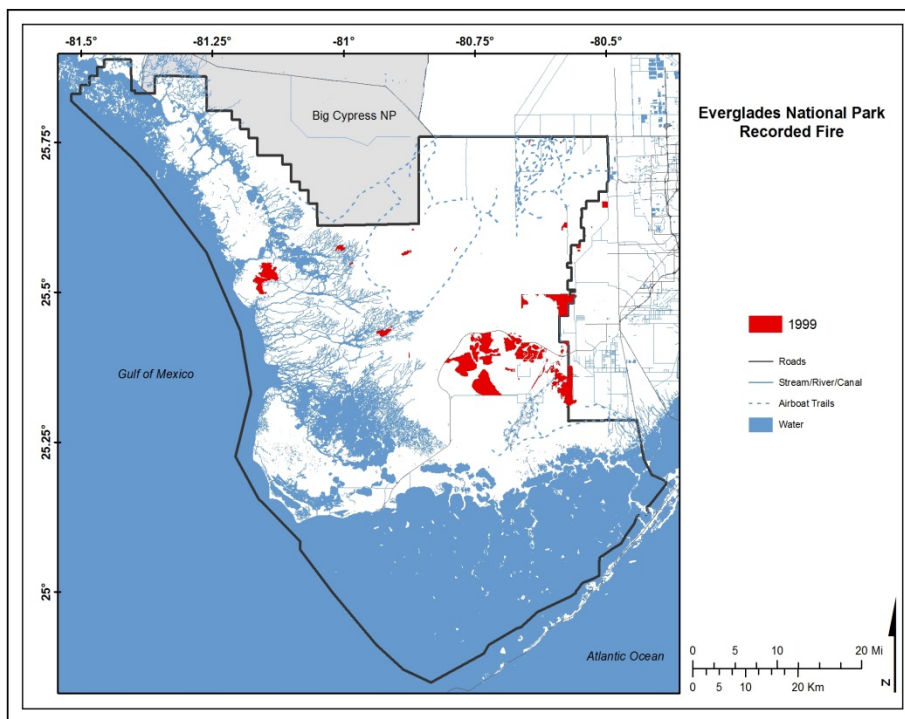 -81.5 -81.25 -81 -80.75 -80.5
Everglades National Park
Recorded Fire
Big Cypress NP
25.75°
25.5°
25.25°
25°
Gulf of Mexico
Atlantic Ocean
1999
Roads
Stream/River/Canal
Airboat Trails
Water
0 5 10 20 Mi
0 5 10 20 Km
N